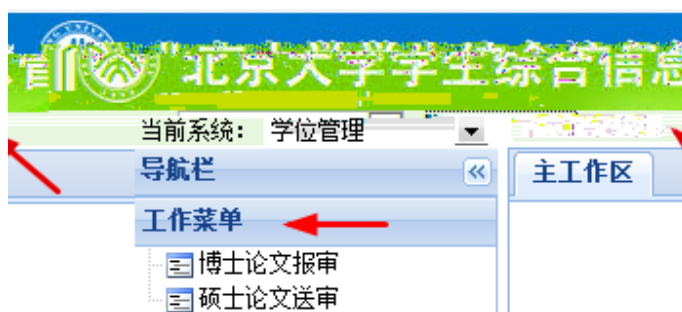 北京大学学生综合信息
当前系统： 学位管理
导航栏
主工作区
工作菜单
博士论文报审
硕士论文送审